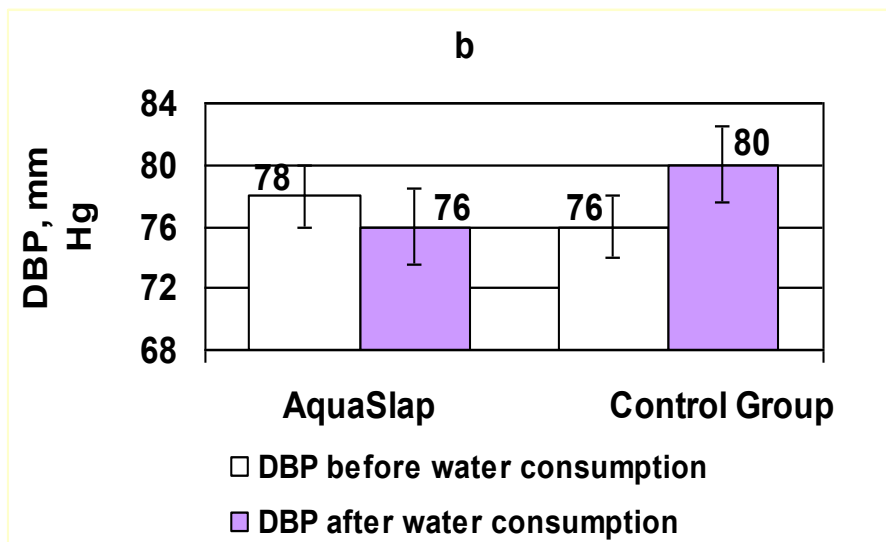 b
DBP, mm
Hg
84
80
76
72
68
78
76
76
80
AquaSlap
Control Group
DBP before water consumption
DBP after water consumption